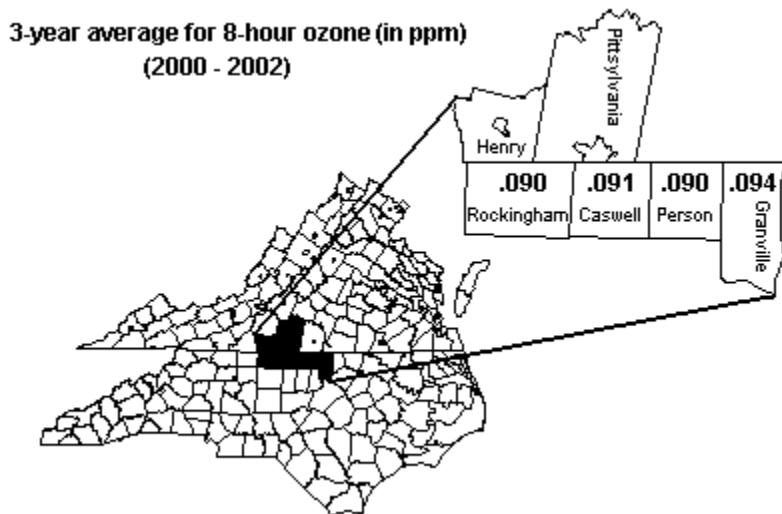 3-year average for 8-hour ozone (in ppm)
(2000 - 2002)
Pittsylvania
Henry
.090 .091 .090 .094
Rockingham Caswell Person Granville